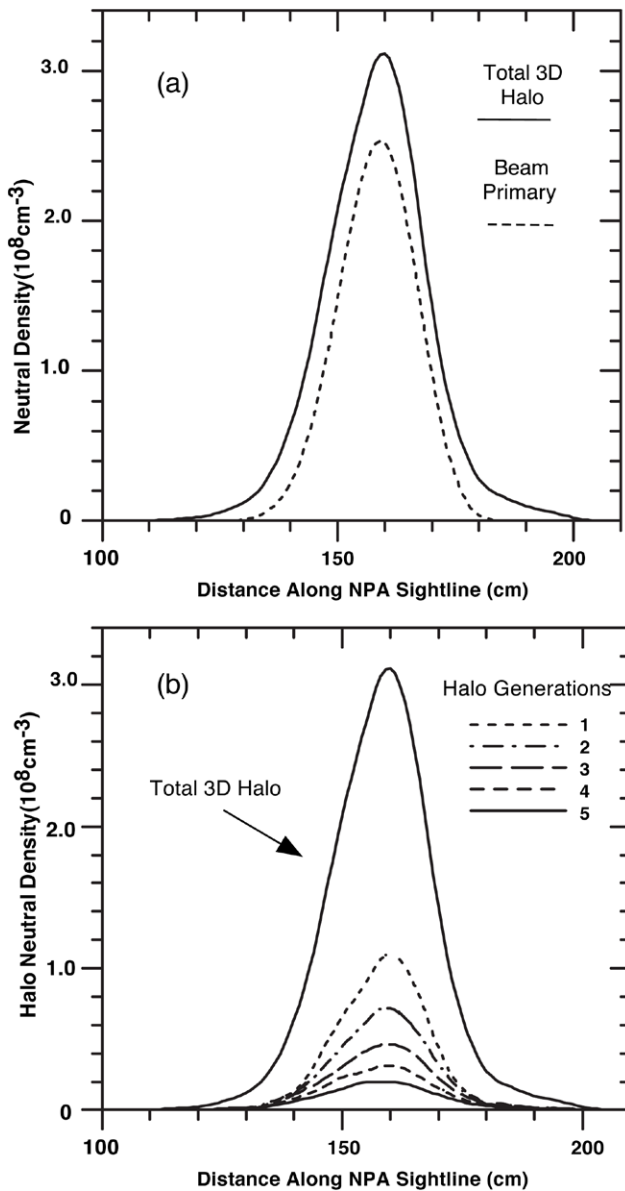 (a)
Total 3D
Halo
Beam
Primary
Neutral Density(10⁸cm⁻³)
3.0
2.0
1.0
0
100
150
200
Distance Along NPA Sightline (cm)
(b)
Halo Generations
1
2
3
4
5
Total 3D Halo
Halo Neutral Density(10⁸cm⁻³)
3.0
2.0
1.0
0
100
150
200
Distance Along NPA Sightline (cm)